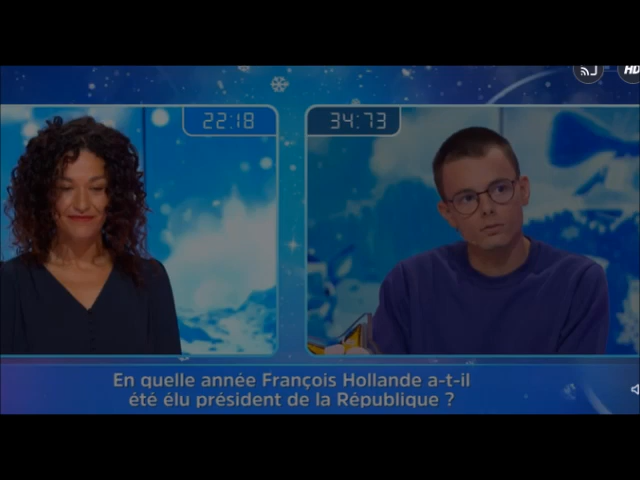 HD
22:18
34:73
En quelle année François Hollande a-t-il
été élu président de la République ?